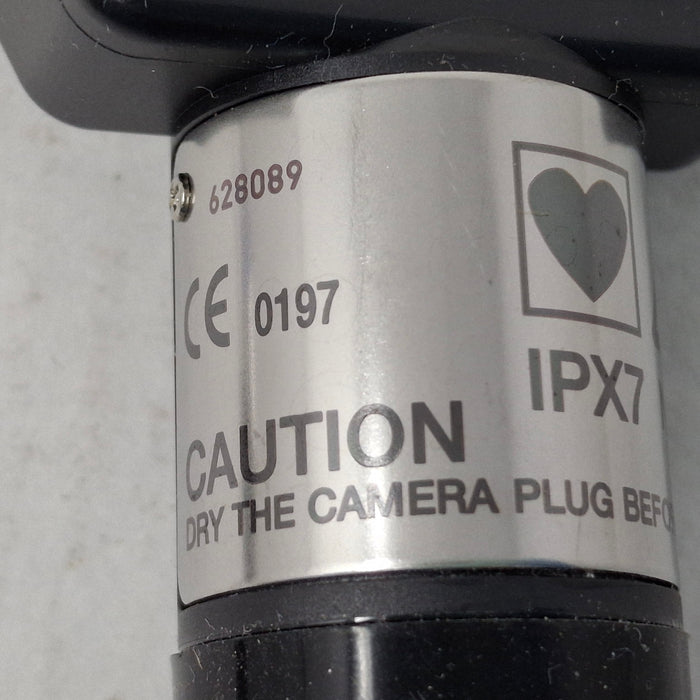 628089
CE 0197
IPX7
CAUTION
DRY THE CAMERA PLUG